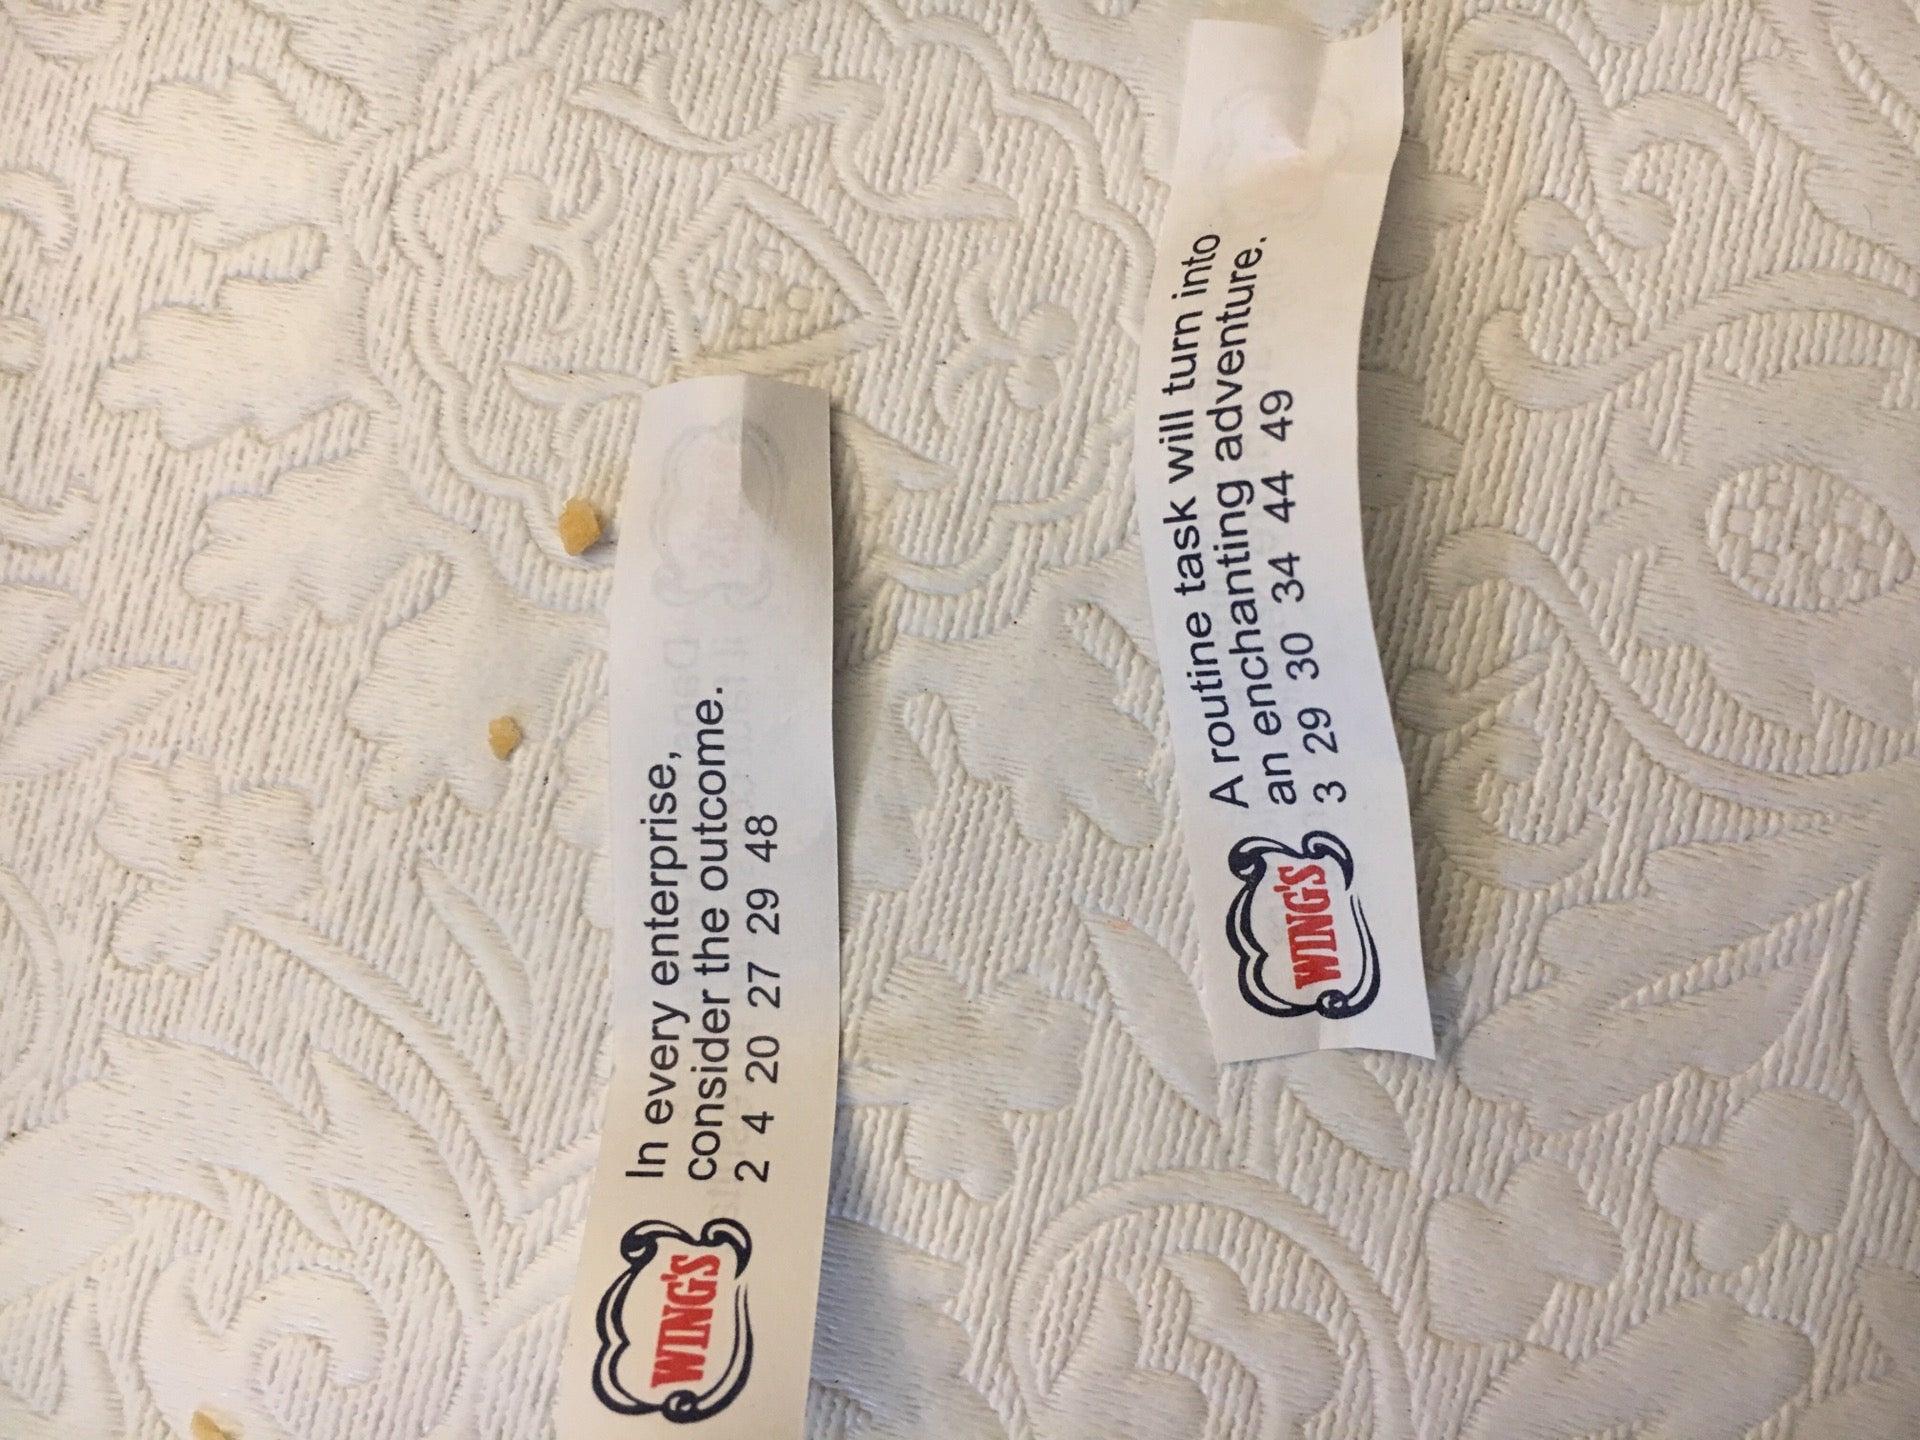 In every enterprise,
consider the outcome.
2 4 20 27 29 48
WING'S
A routine task will turn into
an enchanting adventure.
3 29 30 34 44 49
WING'S